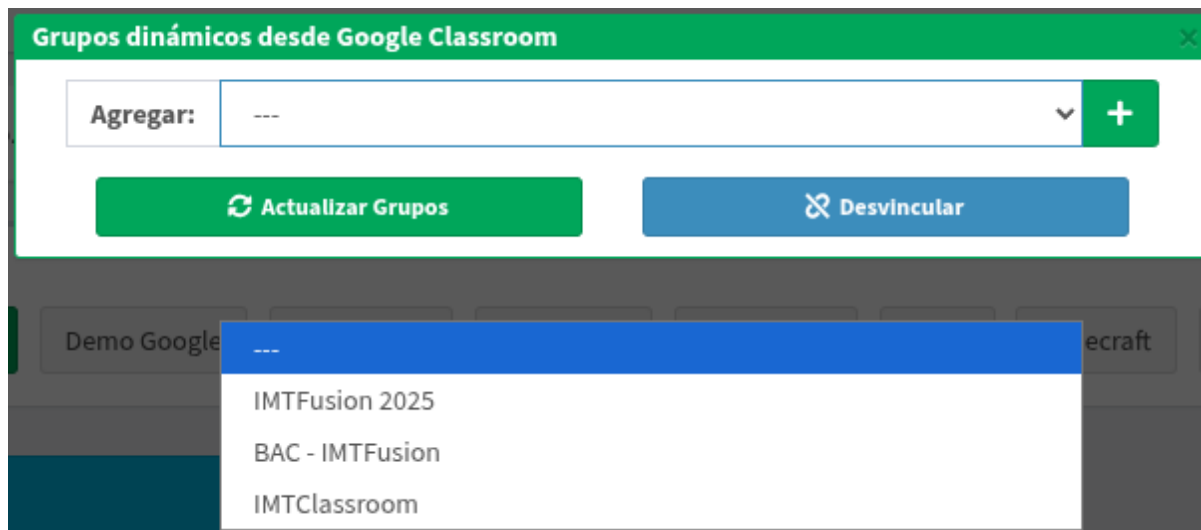 Grupos dinámicos desde Google Classroom ×
Agregar: --- +
Actualizar Grupos Desvincular
Demo Google ecraft
---
IMTFusion 2025
BAC - IMTFusion
IMTClassroom